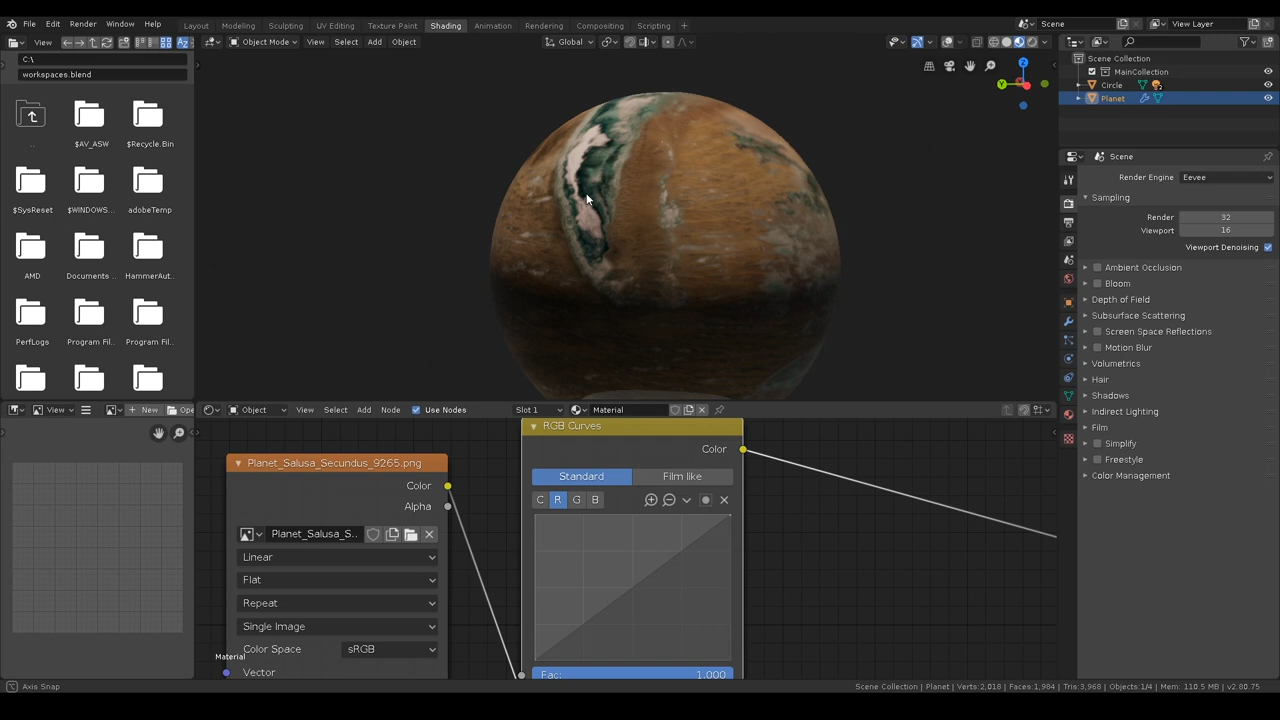 File Edit Render Window Help Layout Modeling Sculpting UV Editing Texture Paint Shading Animation Rendering Compositing Scripting + Scene View Layer
View Object Mode View Select Add Object Global
C:\
workspaces.blend
.. $AV_ASW $Recycle.Bin
$SysReset $WINDOWS... adobeTemp
AMD Documents .. HammerAut..
PerfLogs Program Fil.. Program Fil..
Scene Collection
MainCollection
Circle
Planet
Scene
Render Engine Eevee
Sampling
Render 32
Viewport 16
Viewport Denoising
Ambient Occlusion
Bloom
Depth of Field
Subsurface Scattering
Screen Space Reflections
Motion Blur
Volumetrics
Hair
Shadows
Indirect Lighting
Film
Simplify
Freestyle
Color Management
View New Ope
Object View Select Add Node Use Nodes Slot 1 Material
Planet_Salusa_Secundus_9265.png
Color
Alpha
Planet_Salusa_S..
Linear
Flat
Repeat
Single Image
Color Space sRGB
Vector
Material
RGB Curves
Color
Standard Film like
C R G B
Fac: 1.000
Axis Snap
Scene Collection | Planet | Verts:2,018 | Faces:1,984 | Tris:3,968 | Objects:1/4 | Mem: 110.5 MB | v2.80.75